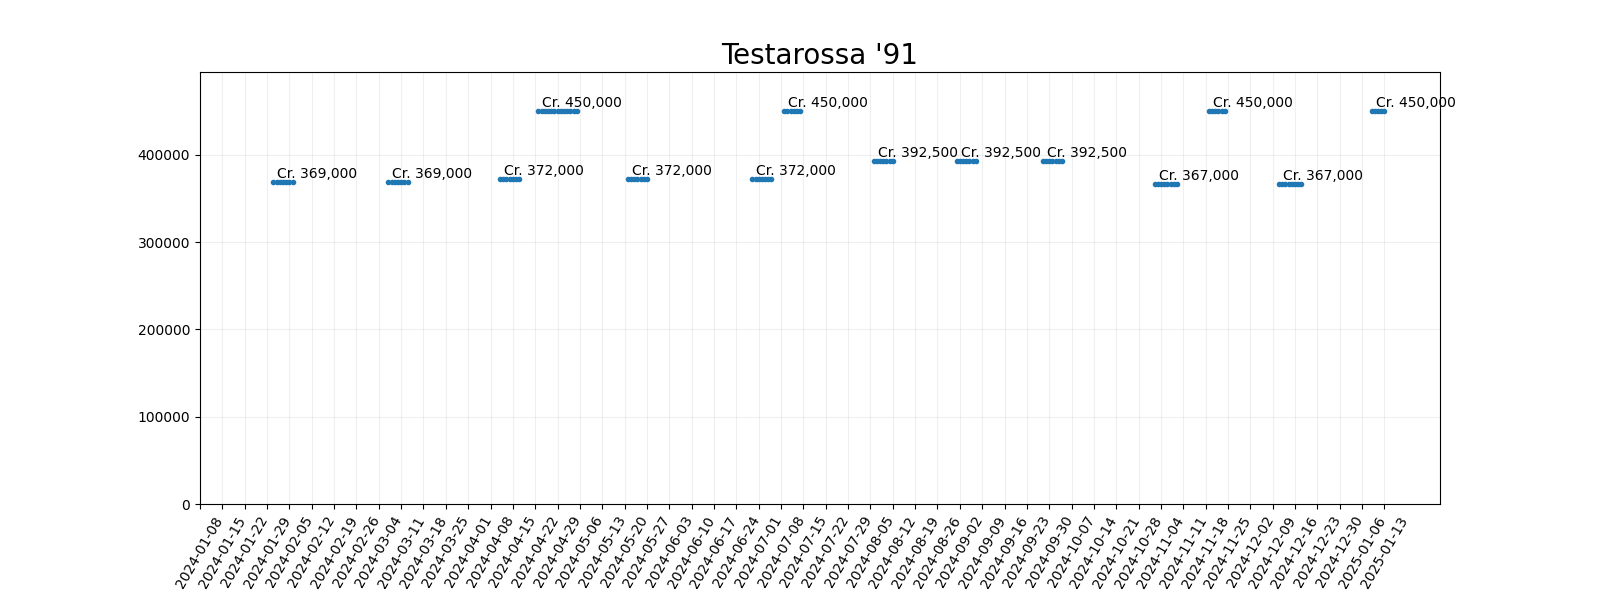 Testarossa '91
Cr. 450,000 Cr. 450,000 Cr. 450,000 Cr. 450,000
400000 Cr. 392,500 Cr. 392,500 Cr. 392,500
Cr. 369,000 Cr. 369,000 Cr. 372,000 Cr. 372,000 Cr. 372,000 Cr. 367,000 Cr. 367,000
300000
200000
100000
0
2024-01-08 2024-01-15 2024-01-22 2024-01-29 2024-02-05 2024-02-12 2024-02-19 2024-02-26 2024-03-04 2024-03-11 2024-03-18 2024-03-25 2024-04-01 2024-04-08 2024-04-15 2024-04-22 2024-04-29 2024-05-06 2024-05-13 2024-05-20 2024-05-27 2024-06-03 2024-06-10 2024-06-17 2024-06-24 2024-07-01 2024-07-08 2024-07-15 2024-07-22 2024-07-29 2024-08-05 2024-08-12 2024-08-19 2024-08-26 2024-09-02 2024-09-09 2024-09-16 2024-09-23 2024-09-30 2024-10-07 2024-10-14 2024-10-21 2024-10-28 2024-11-04 2024-11-11 2024-11-18 2024-11-25 2024-12-02 2024-12-09 2024-12-16 2024-12-23 2024-12-30 2025-01-06 2025-01-13